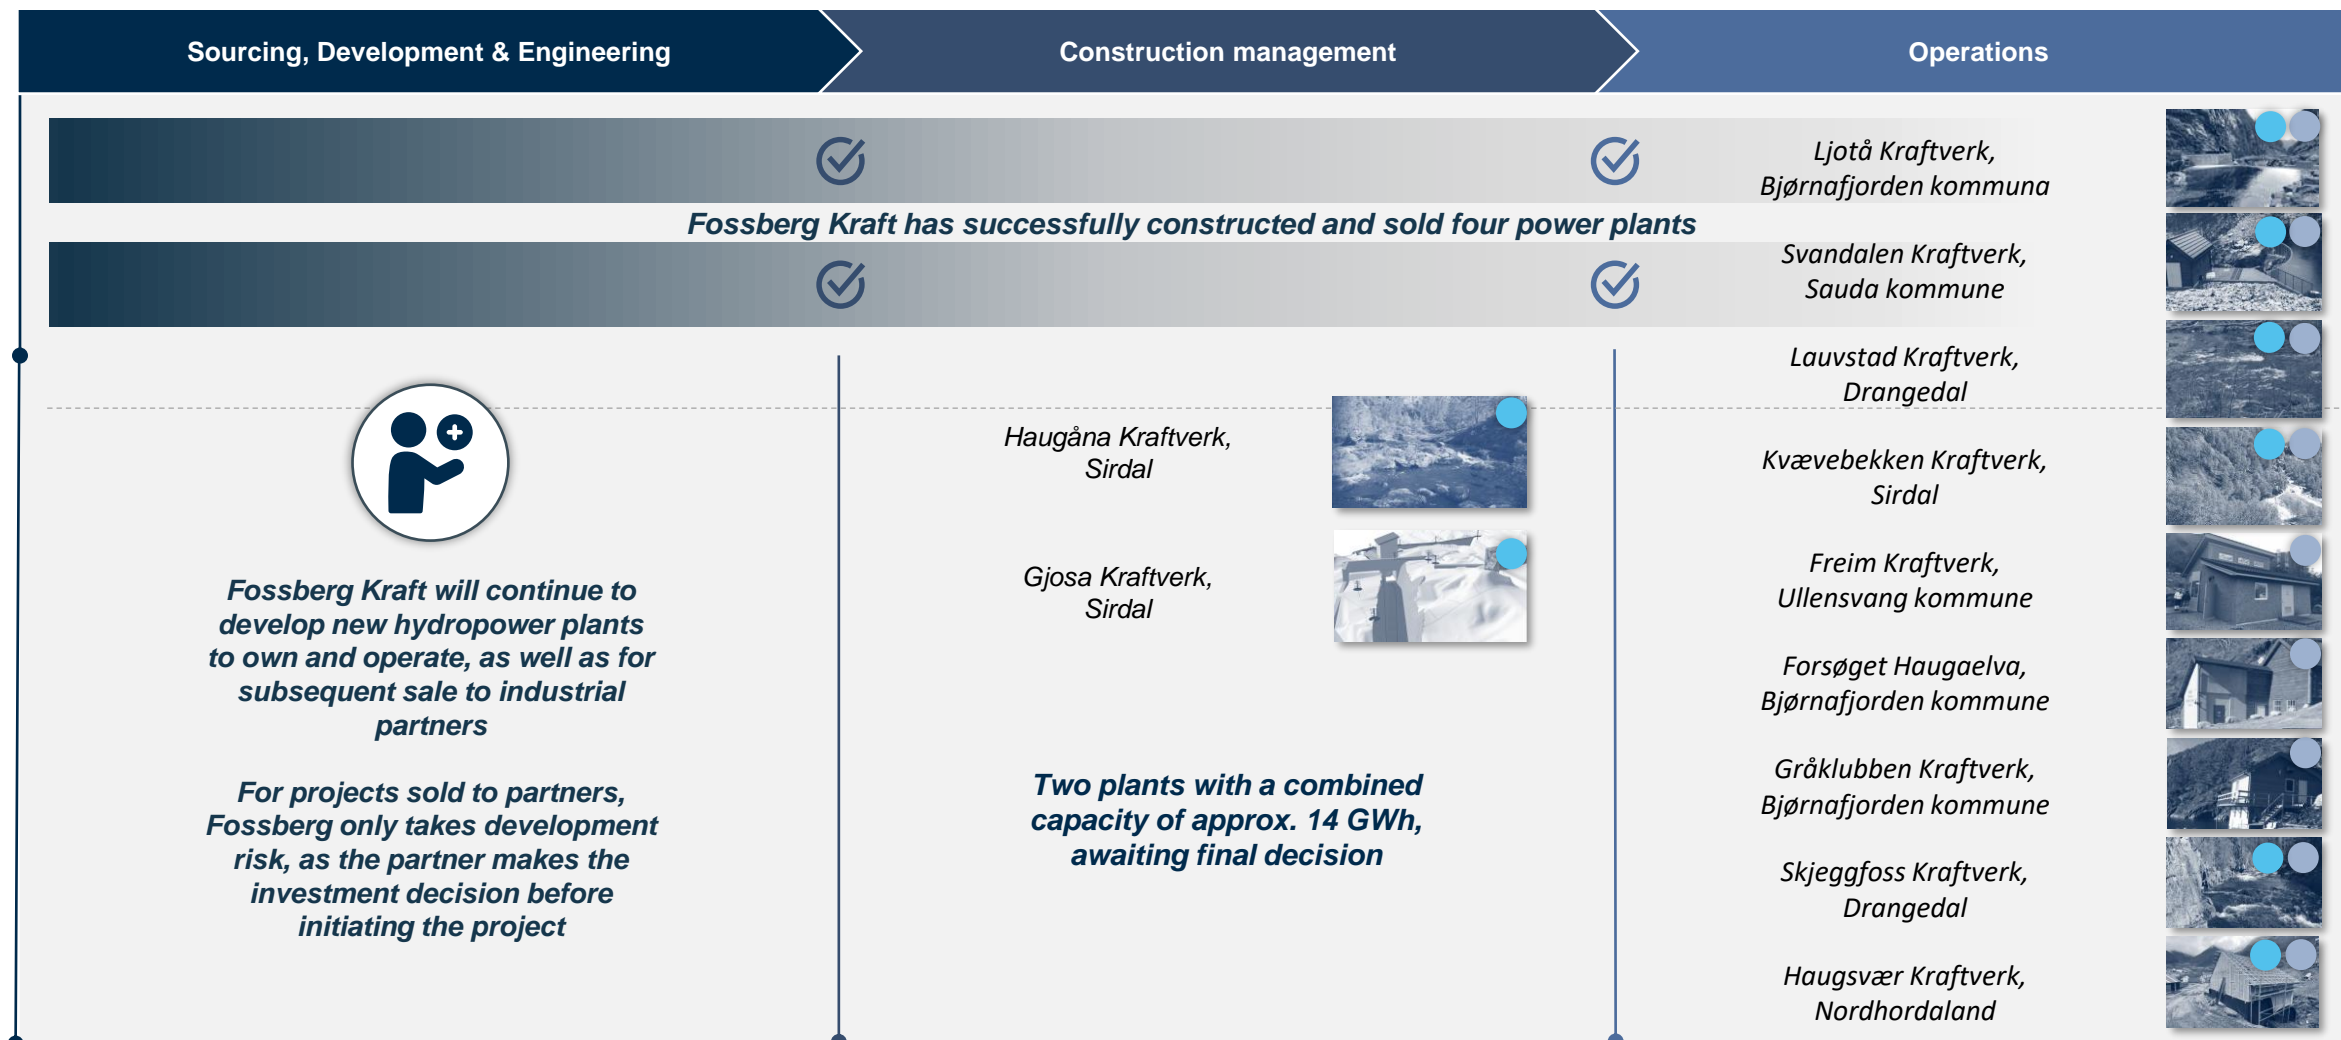 Sourcing, Development & Engineering
Construction management
Operations
Fossberg Kraft has successfully constructed and sold four power plants
Fossberg Kraft will continue to
develop new hydropower plants
to own and operate, as well as for
subsequent sale to industrial
partners
For projects sold to partners,
Fossberg only takes development
risk, as the partner makes the
investment decision before
initiating the project
Haugåna Kraftverk,
Sirdal
Gjosa Kraftverk,
Sirdal
Two plants with a combined
capacity of approx. 14 GWh,
awaiting final decision
Ljotå Kraftverk,
Bjørnafjorden kommuna
Svandalen Kraftverk,
Sauda kommune
Lauvstad Kraftverk,
Drangedal
Kvævebekken Kraftverk,
Sirdal
Freim Kraftverk,
Ullensvang kommune
Forsøget Haugaelva,
Bjørnafjorden kommune
Gråklubben Kraftverk,
Bjørnafjorden kommune
Skjeggfoss Kraftverk,
Drangedal
Haugsvær Kraftverk,
Nordhordaland